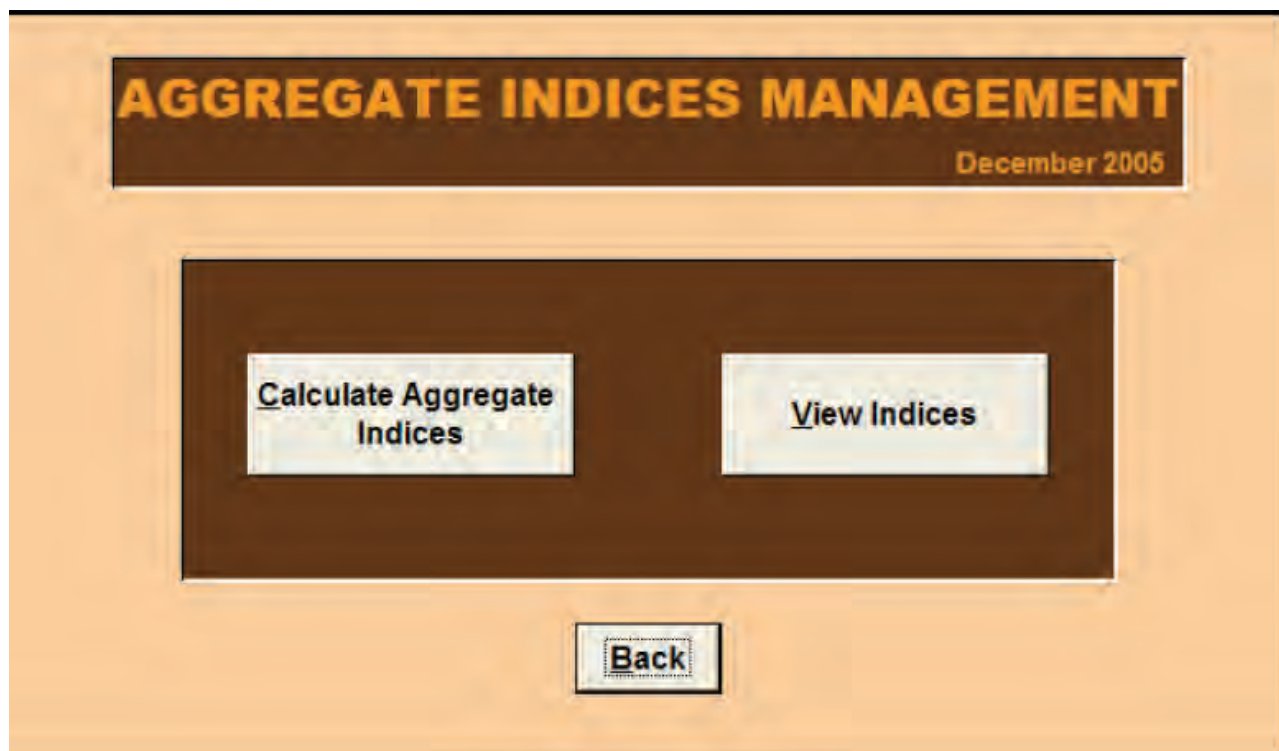 AGGREGATE INDICES MANAGEMENT
December 2005
Calculate Aggregate
Indices
View Indices
Back